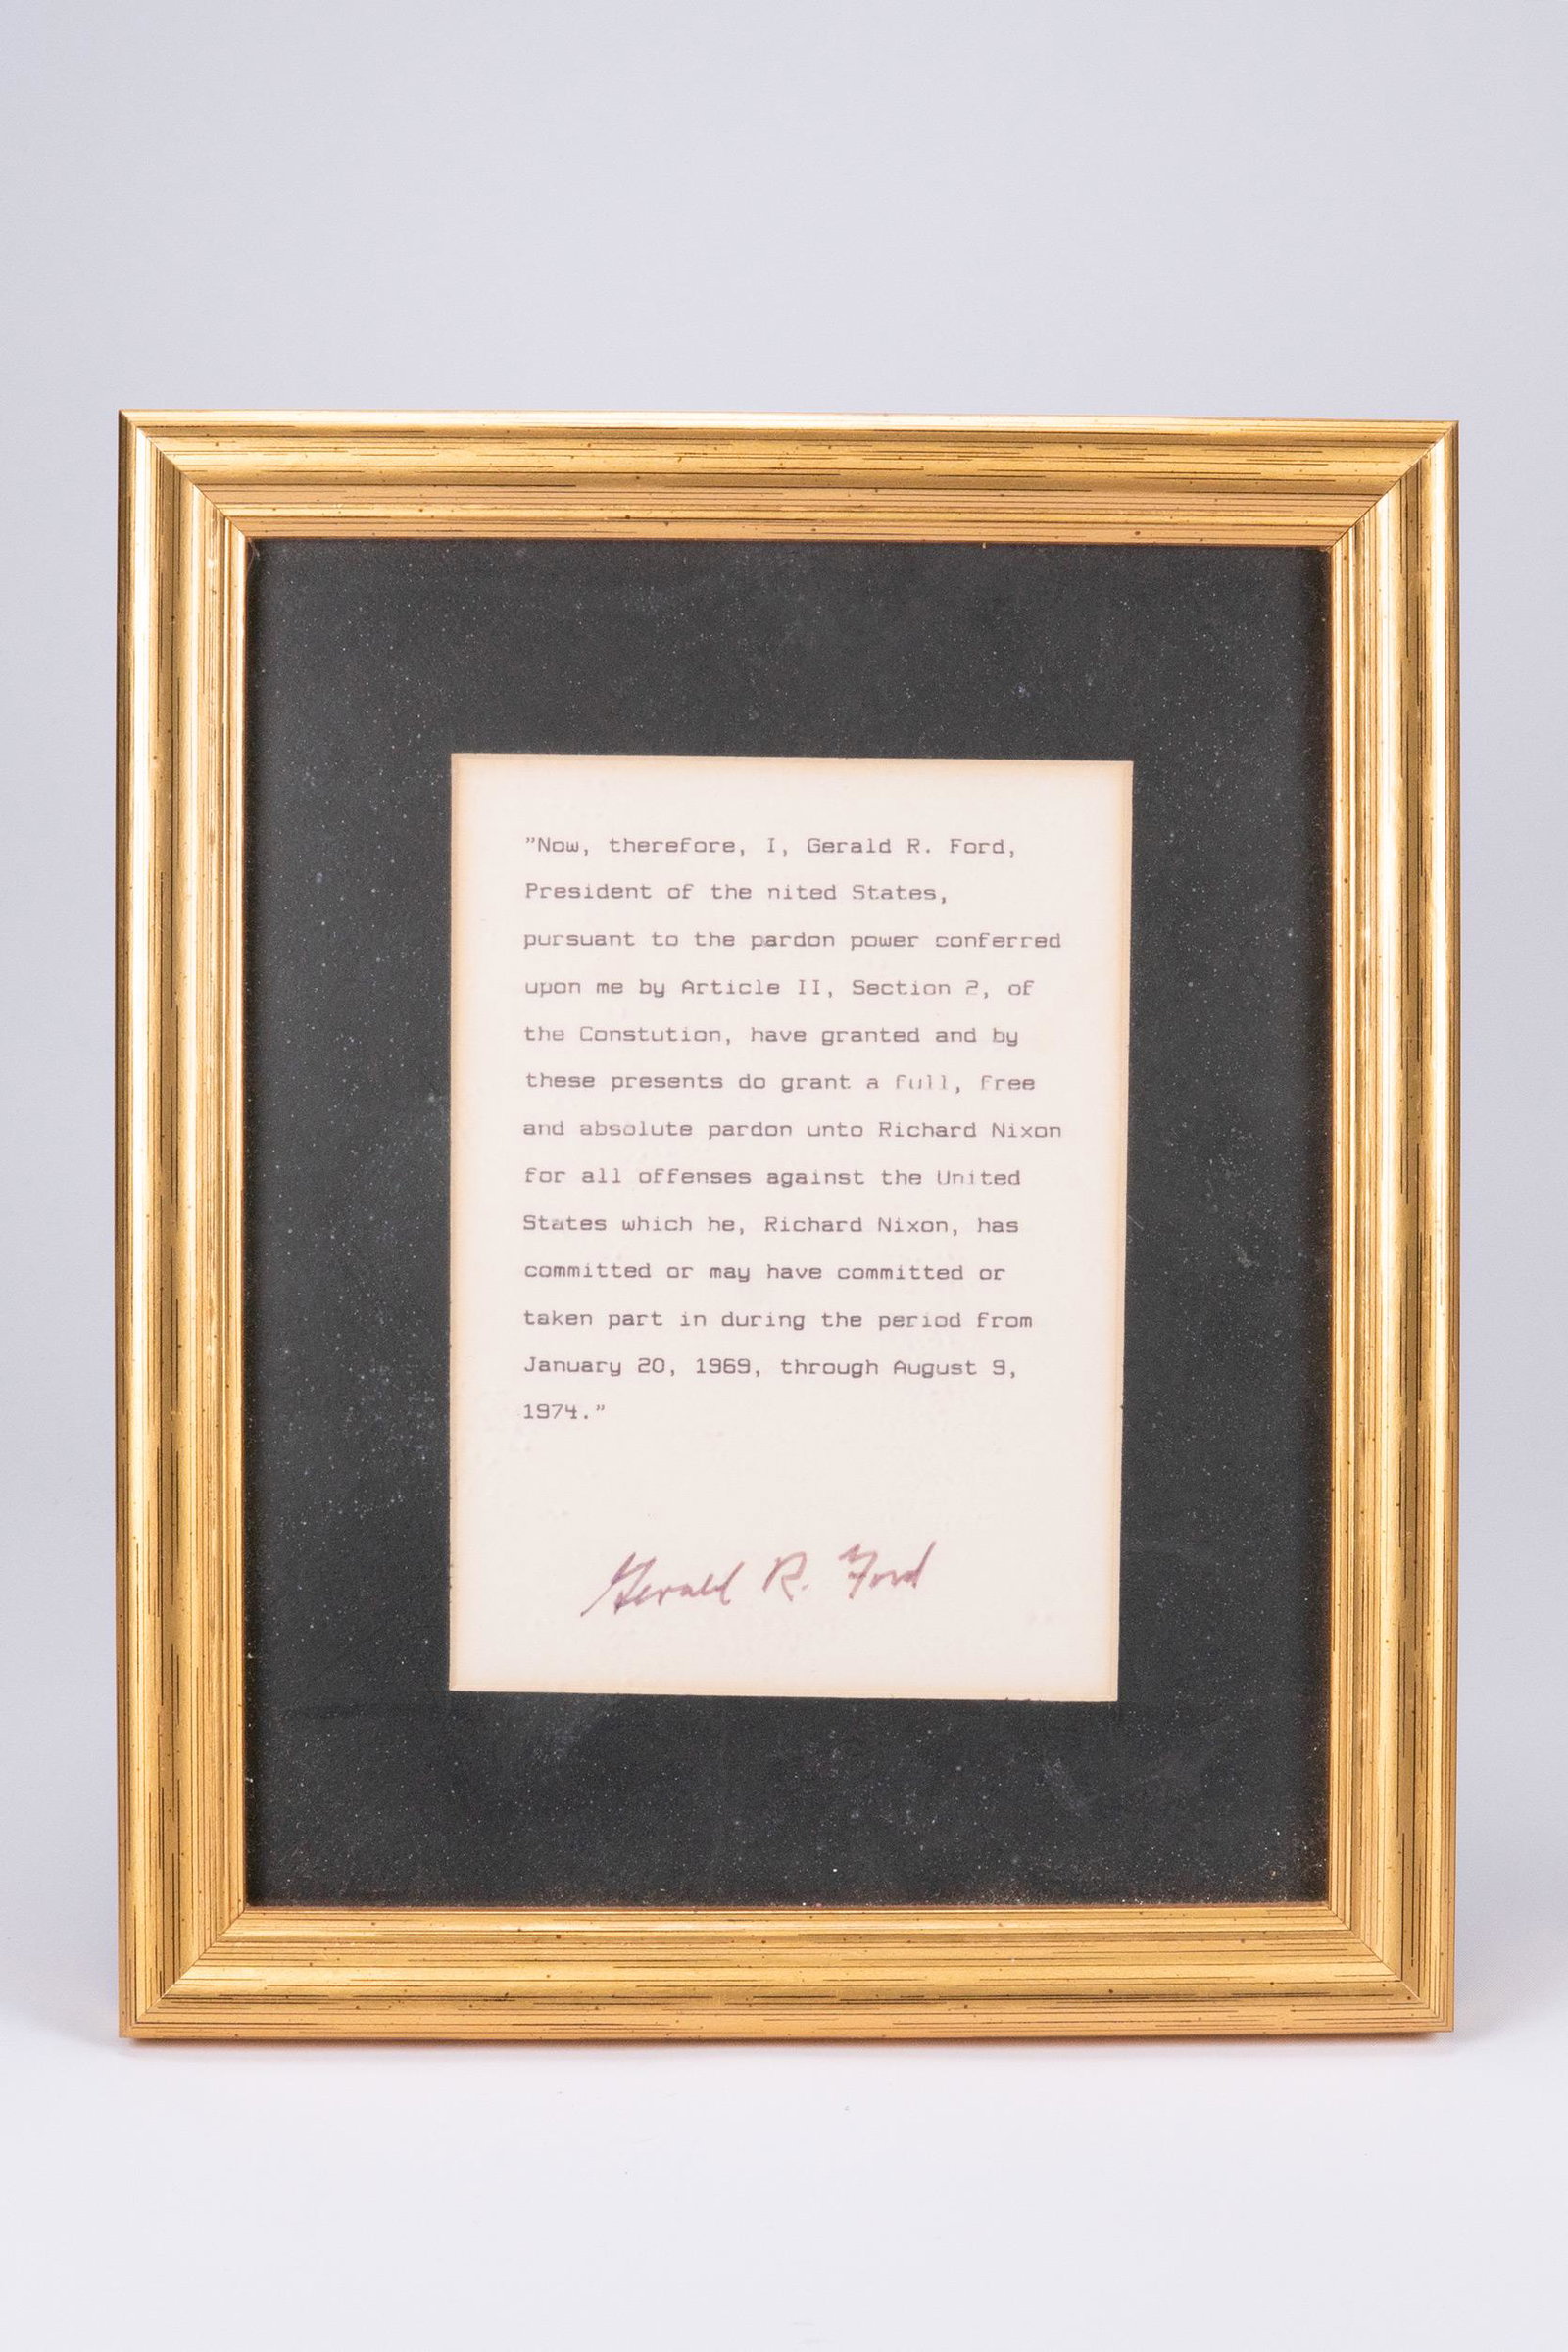 "Now, therefore, I, Gerald R. Ford,
President of the nited States,
pursuant to the pardon power conferred
upon me by Article II, Section 2, of
the Constution, have granted and by
these presents do grant a full, free
and absolute pardon unto Richard Nixon
for all offenses against the United
States which he, Richard Nixon, has
committed or may have committed or
taken part in during the period from
January 20, 1969, through August 9,
1974."
Gerald R. Ford